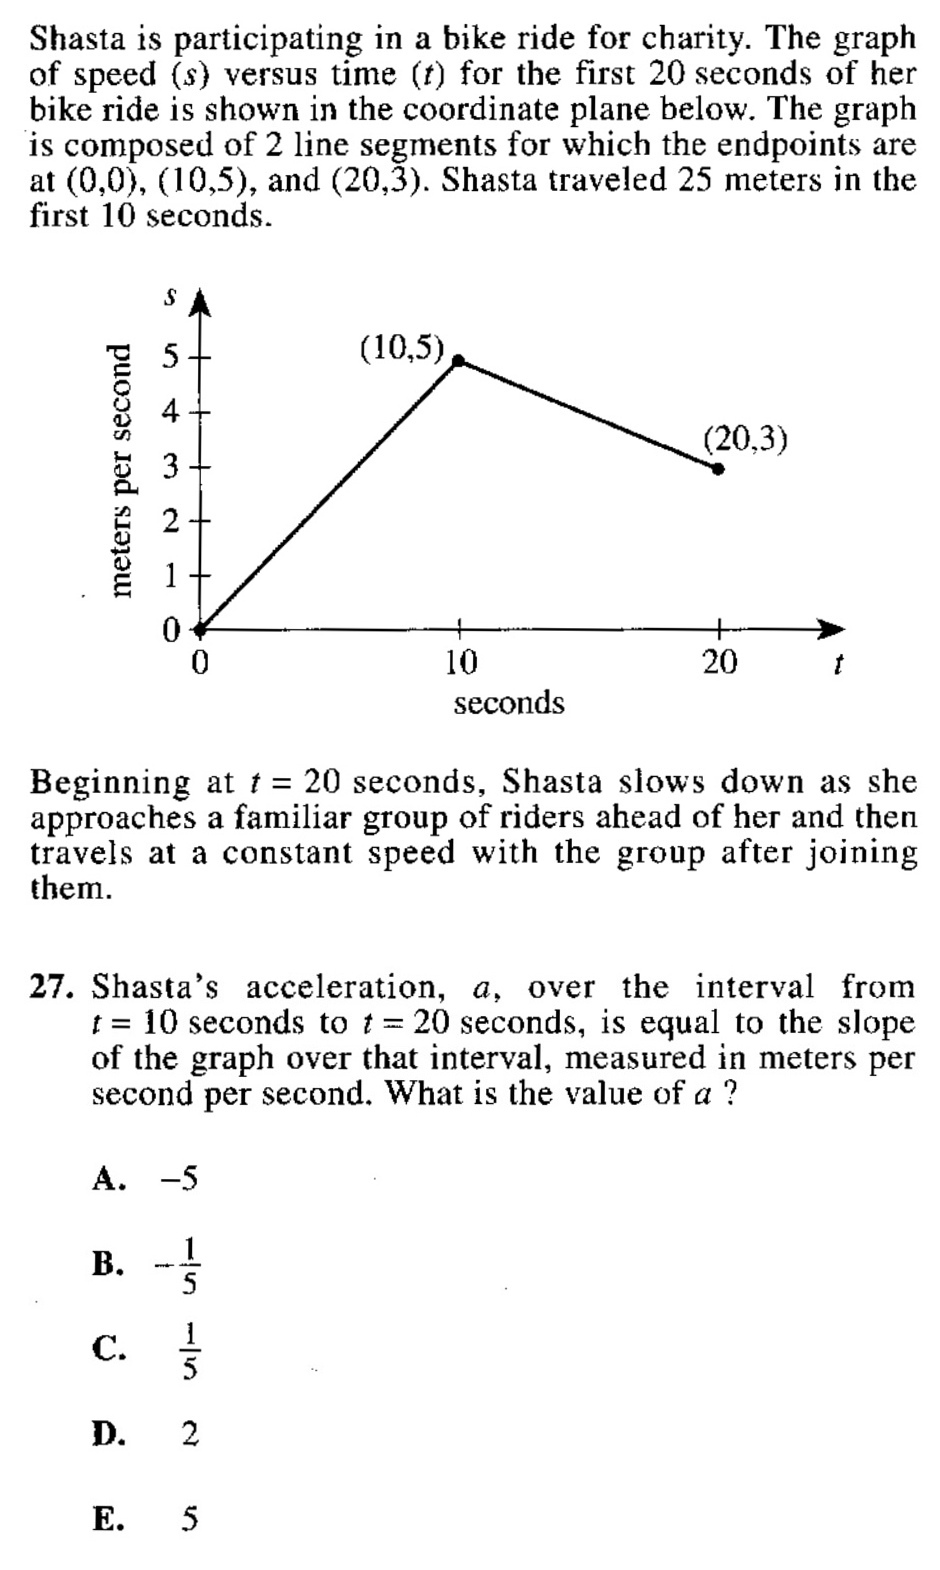 Shasta is participating in a bike ride for charity. The graph
of speed (s) versus time (t) for the first 20 seconds of her
bike ride is shown in the coordinate plane below. The graph
is composed of 2 line segments for which the endpoints are
at (0,0), (10,5), and (20,3). Shasta traveled 25 meters in the
first 10 seconds.
s
meters per second
5
4
3
2
1
0
(10,5)
(20,3)
0
10
20
t
seconds
Beginning at t = 20 seconds, Shasta slows down as she
approaches a familiar group of riders ahead of her and then
travels at a constant speed with the group after joining
them.
27. Shasta's acceleration, a, over the interval from
t = 10 seconds to t = 20 seconds, is equal to the slope
of the graph over that interval, measured in meters per
second per second. What is the value of a ?
A. –5
B. –1/5
C. 1/5
D. 2
E. 5